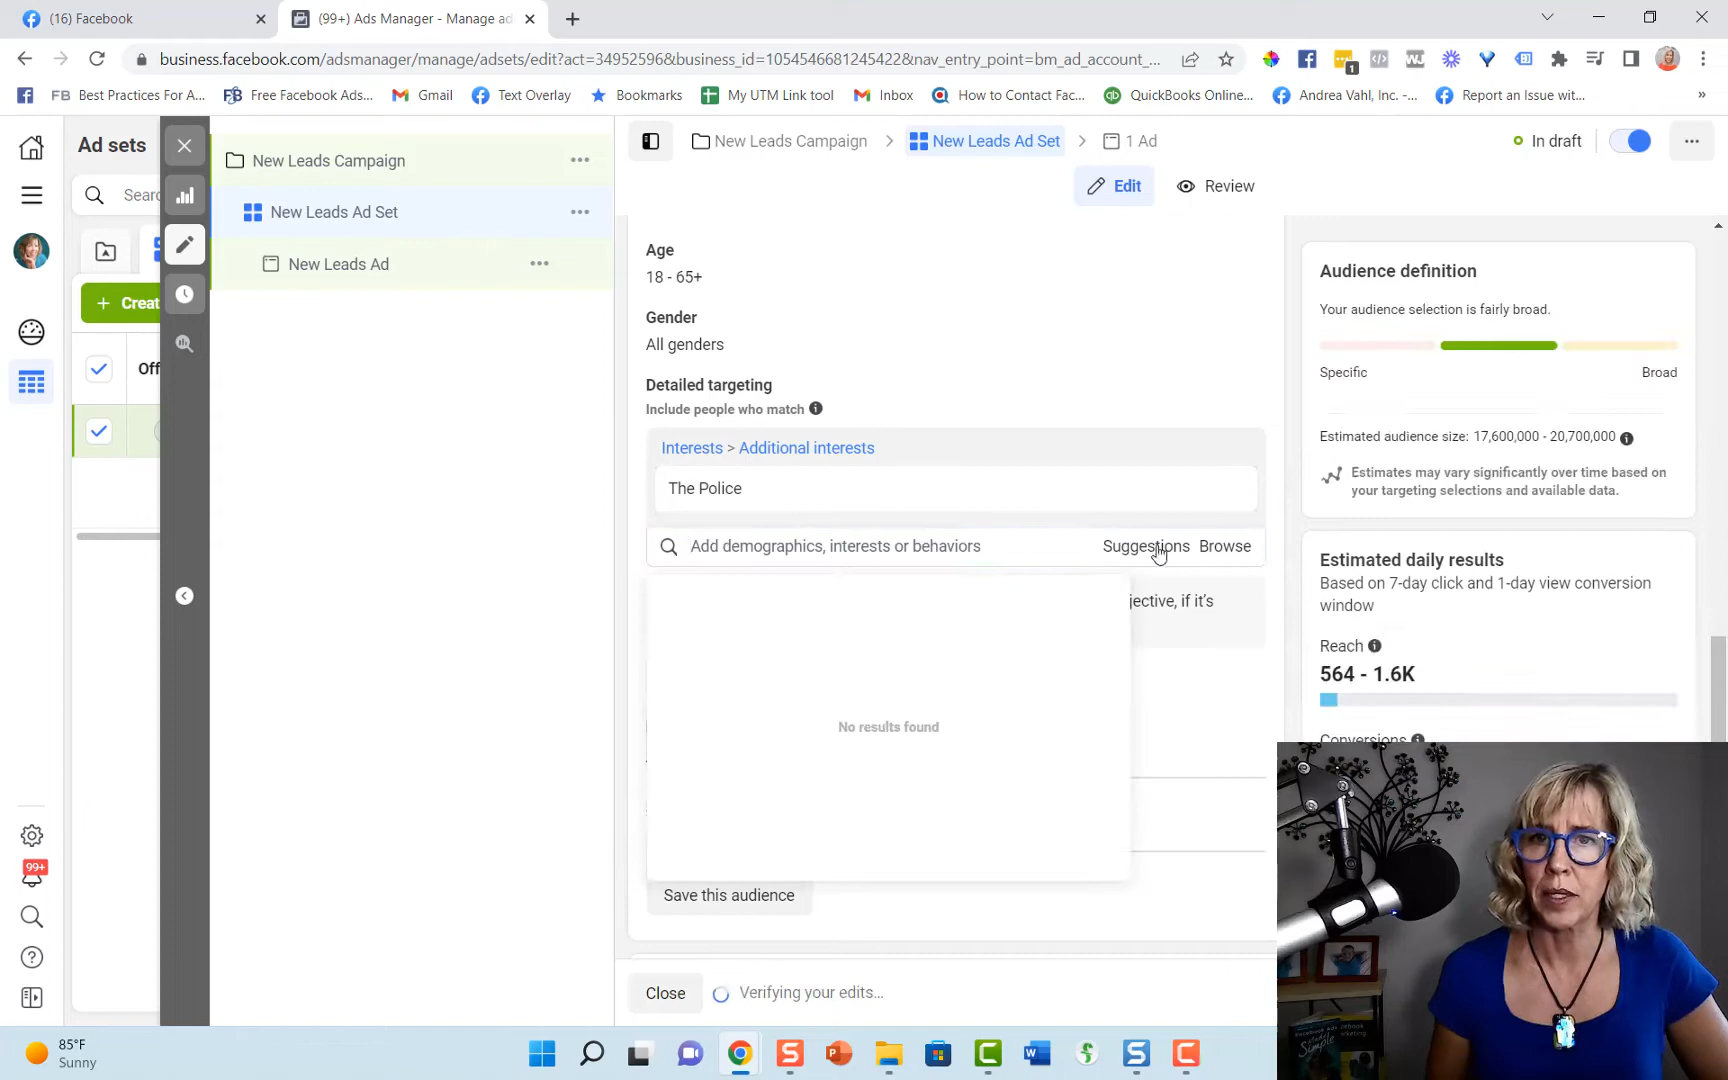 (16) Facebook
(99+) Ads Manager - Manage ad
business.facebook.com/adsmanager/manage/adsets/edit?act=34952596&business_id=1054546681245422&nav_entry_point=bm_ad_account_...
1
Best Practices For A...
Free Facebook Ads...
Gmail
Text Overlay
Bookmarks
My UTM Link tool
Inbox
How to Contact Fac...
QuickBooks Online...
Andrea Vahl, Inc. -...
Report an Issue with...
»
Ad sets
New Leads Campaign
...
New Leads Campaign
New Leads Ad Set
1 Ad
In draft
...
Edit
Review
Searc
New Leads Ad Set
...
New Leads Ad
...
+ Creat
Off
Age
18 - 65+
Gender
All genders
Detailed targeting
Include people who match
Interests > Additional interests
The Police
Add demographics, interests or behaviors
Suggestions
Browse
jective, if it's
No results found
Save this audience
Close
Verifying your edits...
Audience definition
Your audience selection is fairly broad.
Specific
Broad
Estimated audience size: 17,600,000 - 20,700,000
Estimates may vary significantly over time based on
your targeting selections and available data.
Estimated daily results
Based on 7-day click and 1-day view conversion
window
Reach
564 - 1.6K
Conversions
99+
85°F
Sunny